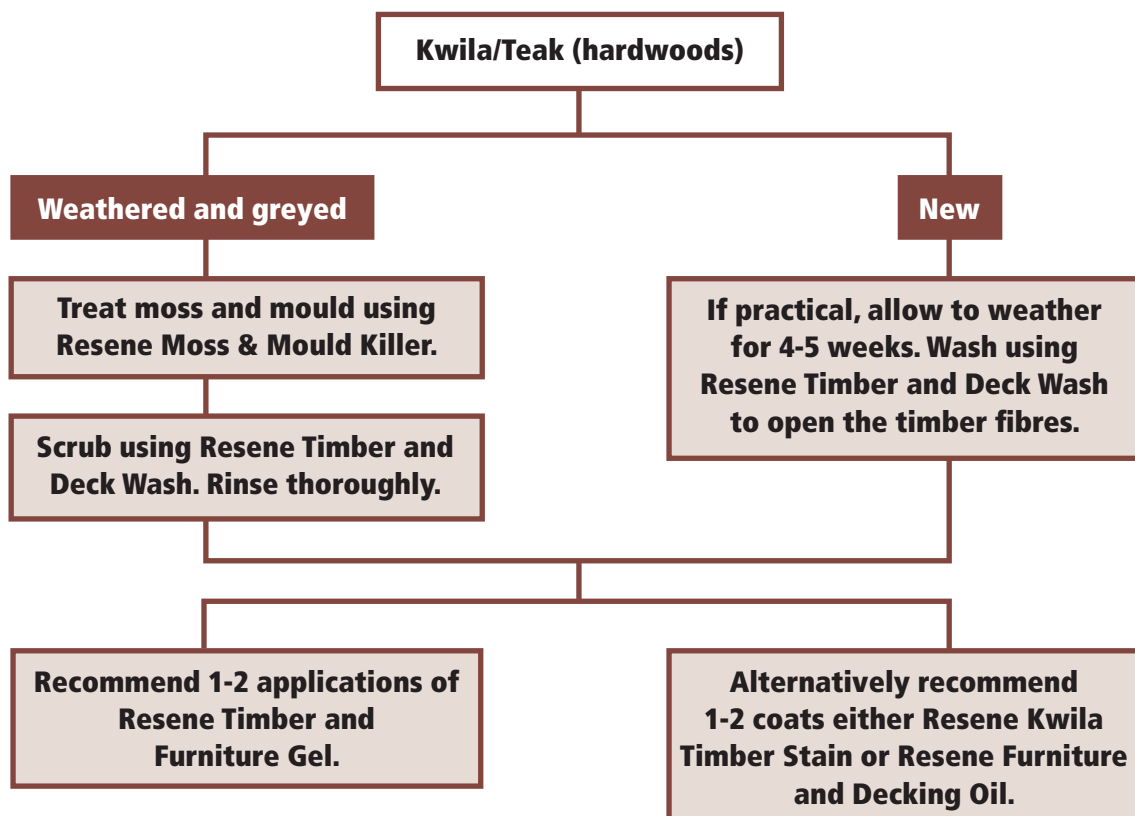 Kwila/Teak (hardwoods)
Weathered and greyed
New
Treat moss and mould using
Resene Moss & Mould Killer.
Scrub using Resene Timber and
Deck Wash. Rinse thoroughly.
If practical, allow to weather
for 4-5 weeks. Wash using
Resene Timber and Deck Wash
to open the timber fibres.
Recommend 1-2 applications of
Resene Timber and
Furniture Gel.
Alternatively recommend
1-2 coats either Resene Kwila
Timber Stain or Resene Furniture
and Decking Oil.